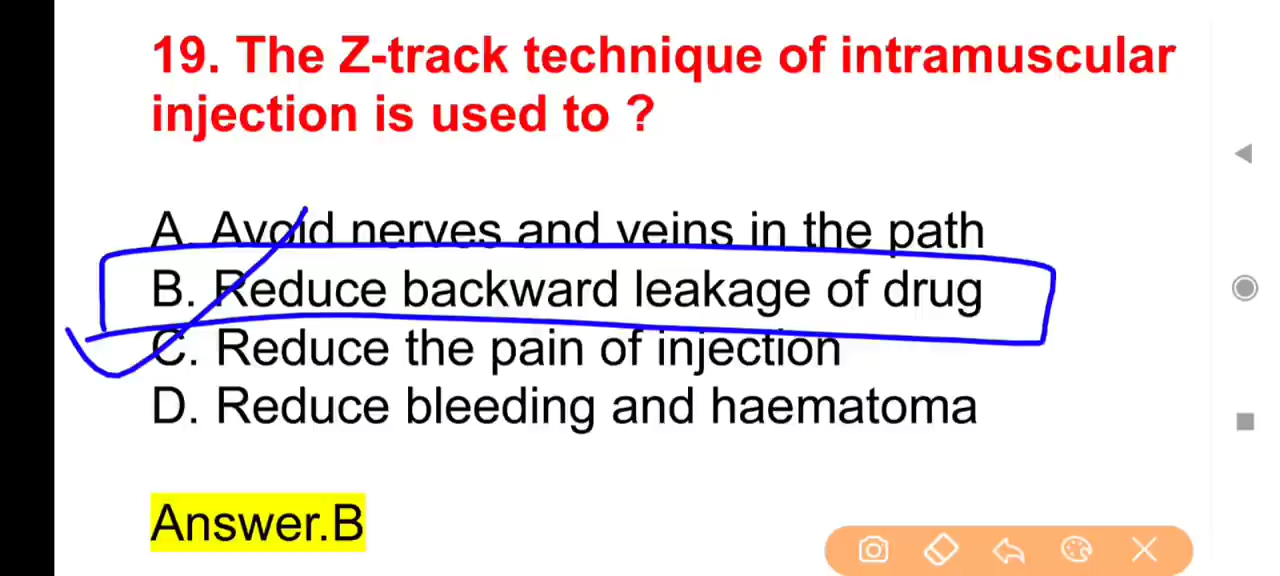 19. The Z-track technique of intramuscular
injection is used to ?
A. Avoid nerves and veins in the path
B. Reduce backward leakage of drug
C. Reduce the pain of injection
D. Reduce bleeding and haematoma
Answer.B